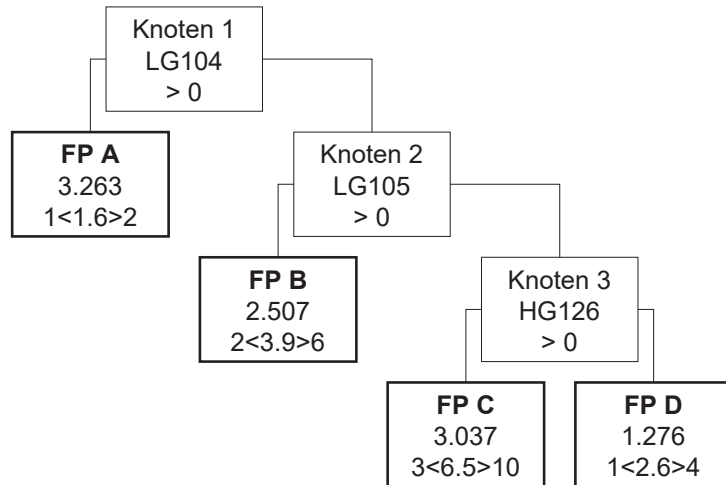 Knoten 1
LG104
> 0
FP A
3.263
1<1.6>2
Knoten 2
LG105
> 0
FP B
2.507
2<3.9>6
Knoten 3
HG126
> 0
FP C
3.037
3<6.5>10
FP D
1.276
1<2.6>4